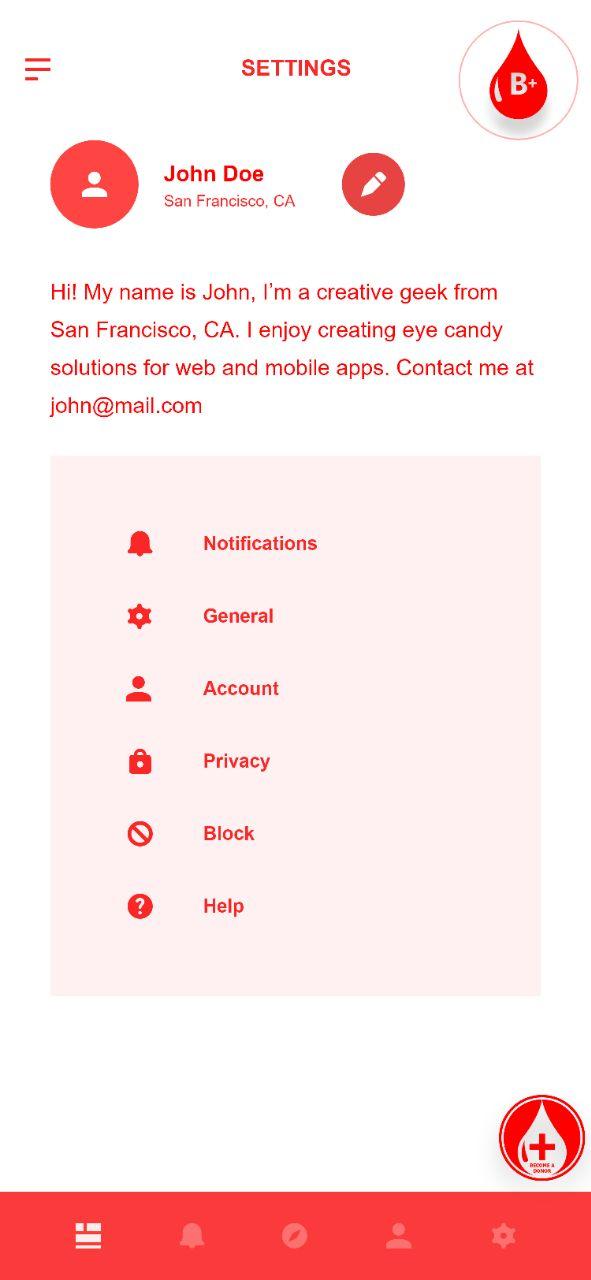 SETTINGS
B+
John Doe
San Francisco, CA
Hi! My name is John, I’m a creative geek from
San Francisco, CA. I enjoy creating eye candy
solutions for web and mobile apps. Contact me at
john@mail.com
Notifications
General
Account
Privacy
Block
Help
BECOME A
DONOR